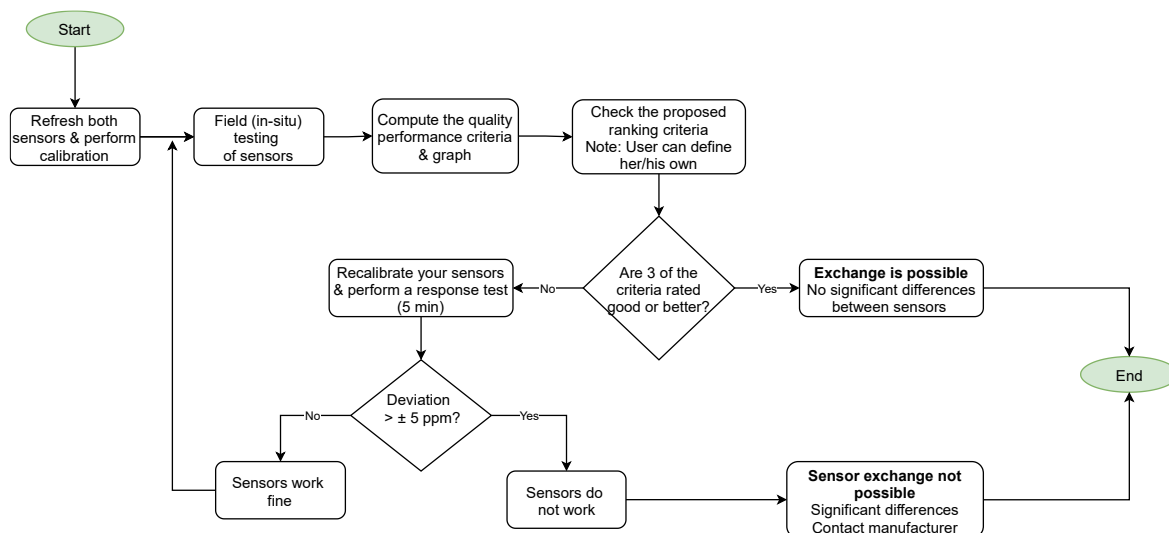 Start
Refresh both
sensors & perform
calibration
Field (in-situ)
testing
of sensors
Compute the quality
performance criteria
& graph
Check the proposed
ranking criteria
Note: User can define
her/his own
Are 3 of the
criteria rated
good or better?
No
Yes
Recalibrate your sensors
& perform a response test
(5 min)
Exchange is possible
No significant differences
between sensors
End
Deviation
> ± 5 ppm?
No
Yes
Sensors work
fine
Sensors do
not work
Sensor exchange not
possible
Significant differences
Contact manufacturer